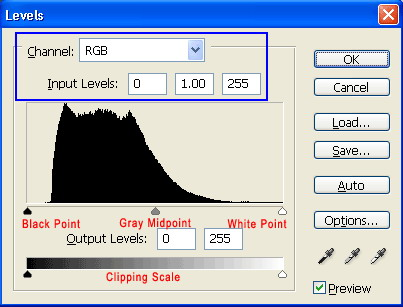 Levels
Channel: RGB
OK
Input Levels: 0 1.00 255
Cancel
Load...
Save...
Auto
Black Point Gray Midpoint White Point
Options...
Output Levels: 0 255
Clipping Scale
Preview